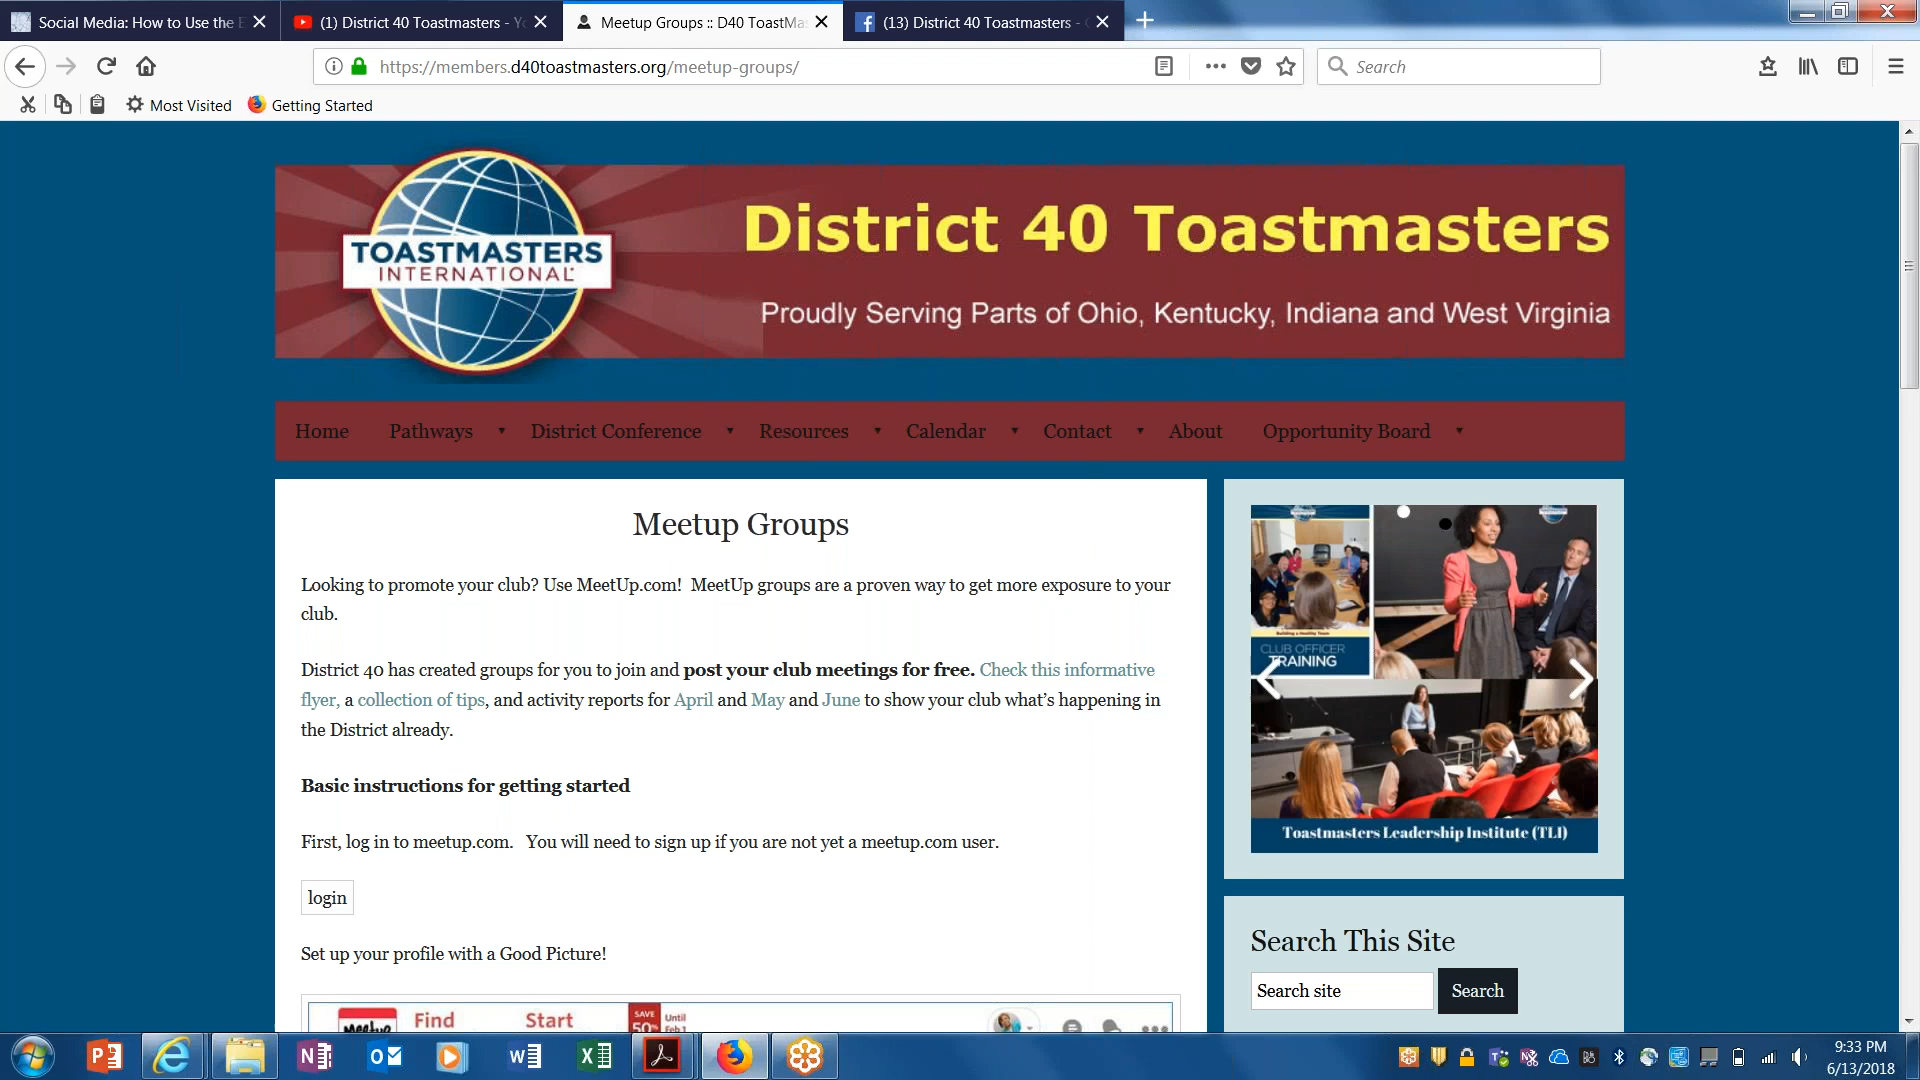 Social Media: How to Use the E
(1) District 40 Toastmasters - Yo
Meetup Groups :: D40 ToastMas
(13) District 40 Toastmasters - 
https://members.d40toastmasters.org/meetup-groups/
Search
Most Visited
Getting Started
TOASTMASTERS
INTERNATIONAL
District 40 Toastmasters
Proudly Serving Parts of Ohio, Kentucky, Indiana and West Virginia
Home
Pathways
District Conference
Resources
Calendar
Contact
About
Opportunity Board
Meetup Groups
Looking to promote your club? Use MeetUp.com!  MeetUp groups are a proven way to get more exposure to your
club.
District 40 has created groups for you to join and post your club meetings for free. Check this informative
flyer, a collection of tips, and activity reports for April and May and June to show your club what's happening in
the District already.
Basic instructions for getting started
First, log in to meetup.com.   You will need to sign up if you are not yet a meetup.com user.
login
Set up your profile with a Good Picture!
Meetup
Find
Start
SAVE
50%
Until
Feb 1
Building a Healthy Team
CLUB OFFICER
TRAINING
Toastmasters Leadership Institute (TLI)
Search This Site
Search site
Search
9:33 PM
6/13/2018